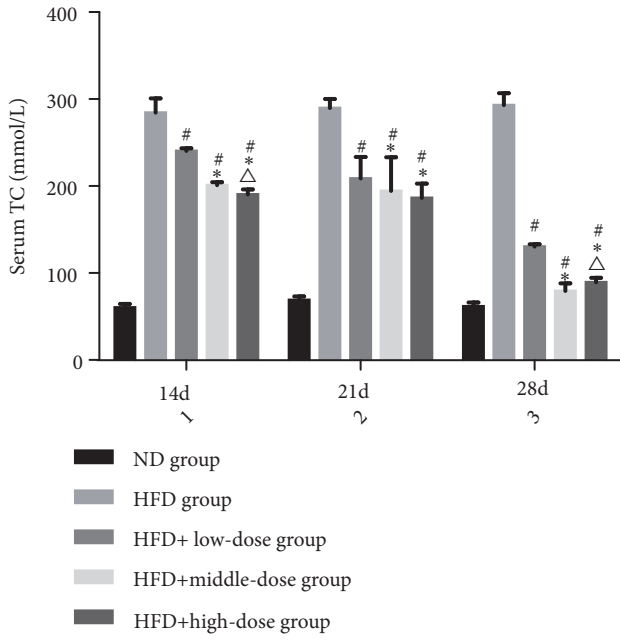 Serum TC (mmol/L)
400
300
200
100
0
#
#
*
#
*
△
#
#
*
#
*
#
#
*
#
*
△
14d
21d
28d
1
2
3
ND group
HFD group
HFD+ low-dose group
HFD+middle-dose group
HFD+high-dose group